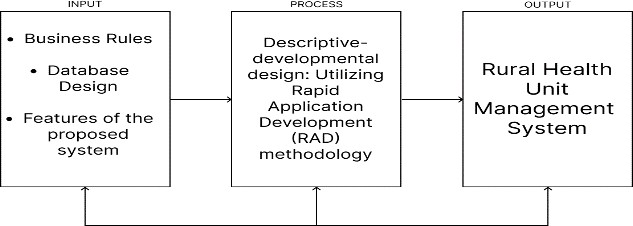 INPUT
• Business Rules
• Database
Design
• Features of the
proposed
system
PROCESS
Descriptive-
developmental
design: Utilizing
Rapid
Application
Development
(RAD)
methodology
OUTPUT
Rural Health
Unit
Management
System